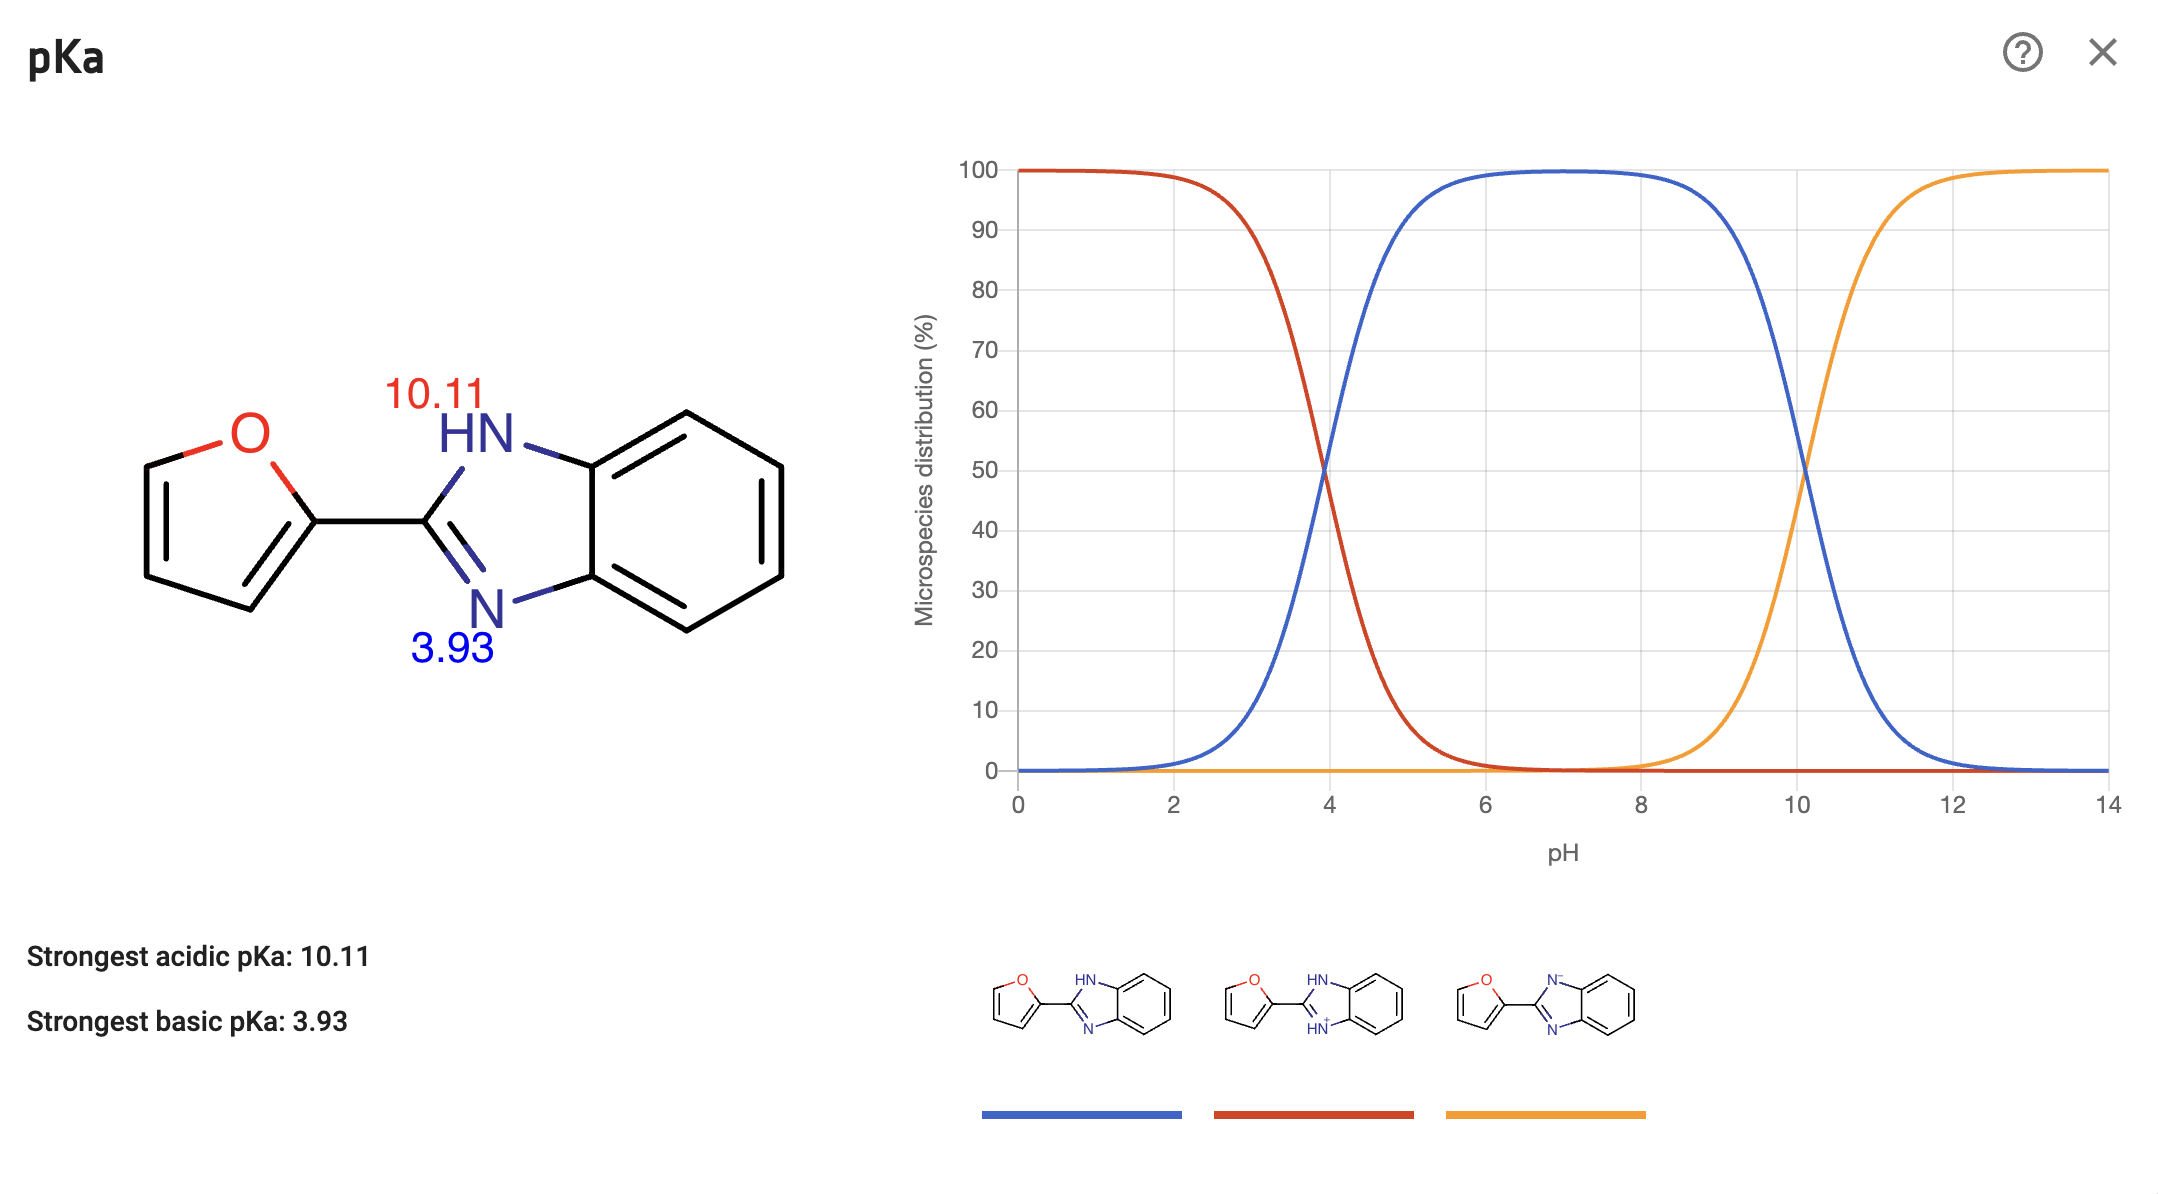 pKa
?
10.11
O
HN
N
3.93
Strongest acidic pKa: 10.11
Strongest basic pKa: 3.93
Microspecies distribution (%)
100
90
80
70
60
50
40
30
20
10
0
0 2 4 6 8 10 12 14
pH
O HN N
O HN HN+
O N− N